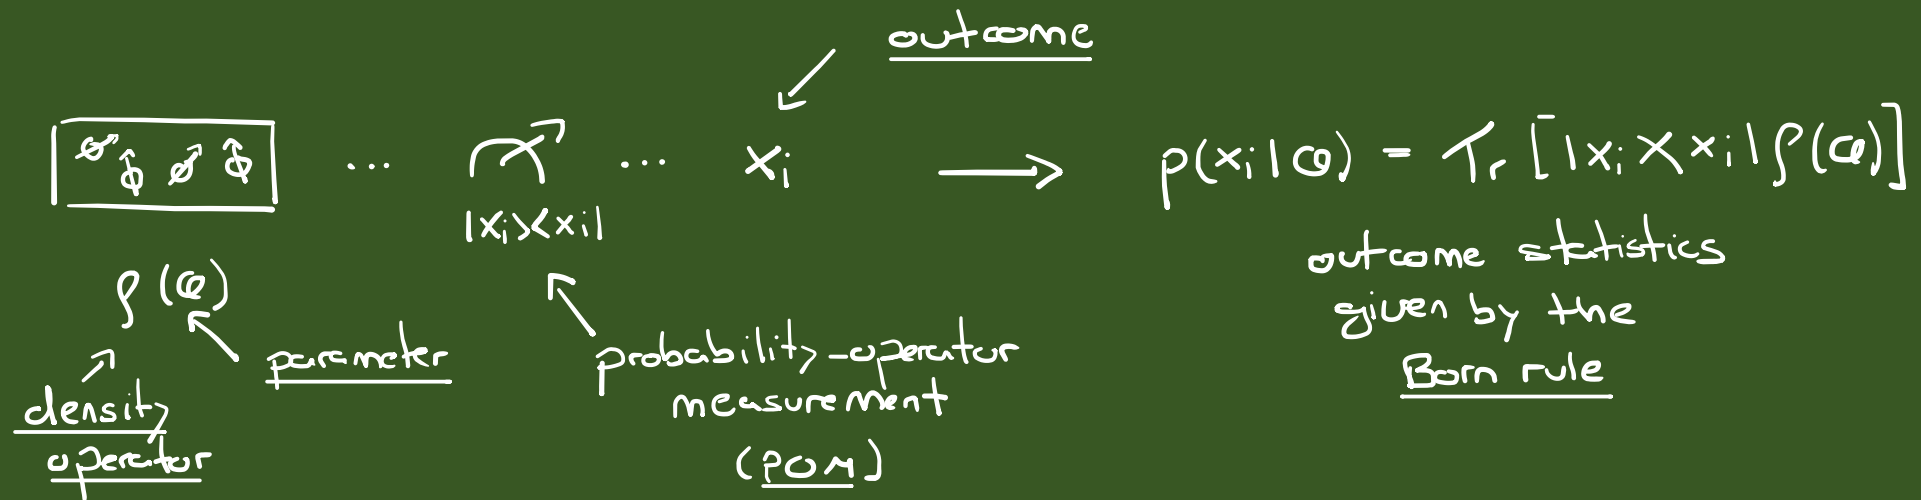 outcome
xᵢ → p(xᵢ|φ) = Tr[|xᵢ⟩⟨xᵢ|ρ(φ)]
|xᵢ⟩⟨xᵢ|
ρ(φ)
parameter
density
operator
probability-operator
measurement
(POM)
outcome statistics
given by the
Born rule